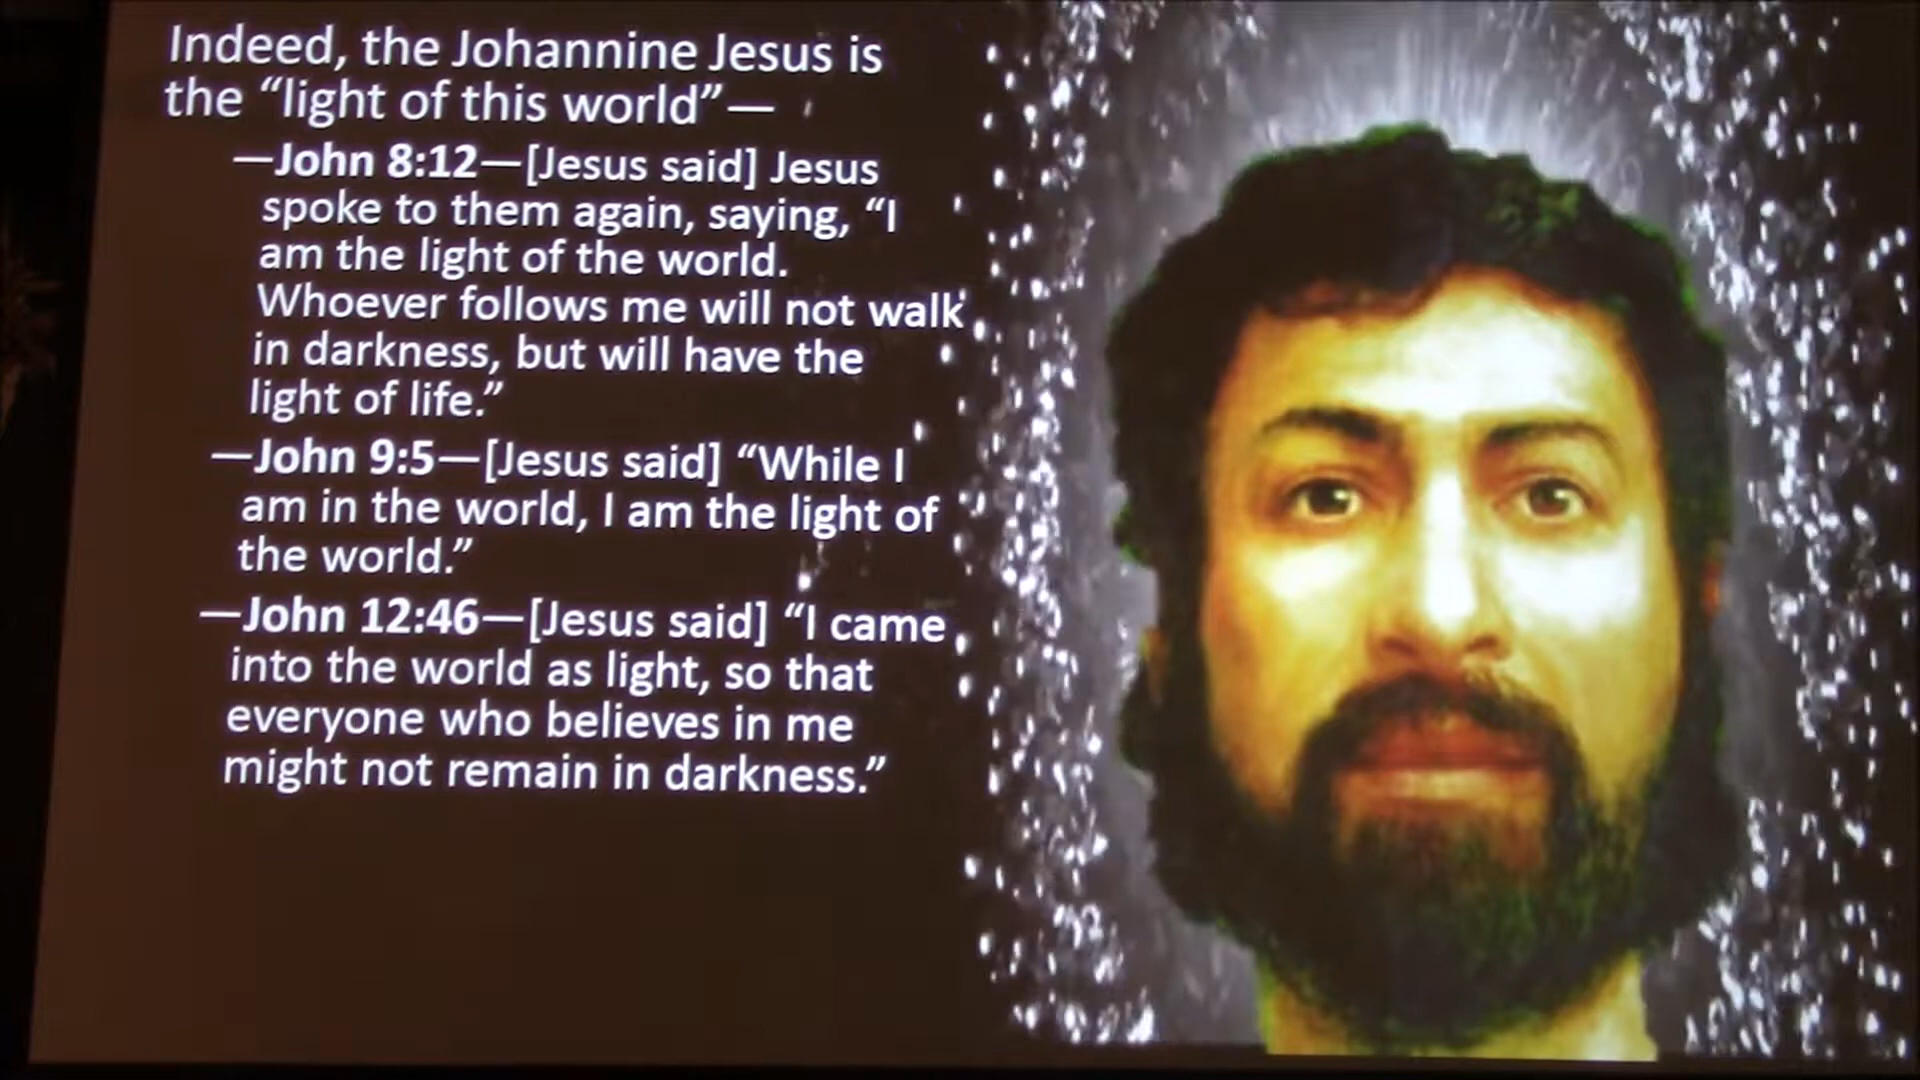 Indeed, the Johannine Jesus is
the “light of this world”—
—John 8:12—[Jesus said] Jesus
spoke to them again, saying, “I
am the light of the world.
Whoever follows me will not walk
in darkness, but will have the
light of life.”
—John 9:5—[Jesus said] “While I
am in the world, I am the light of
the world.”
—John 12:46—[Jesus said] “I came
into the world as light, so that
everyone who believes in me
might not remain in darkness.”